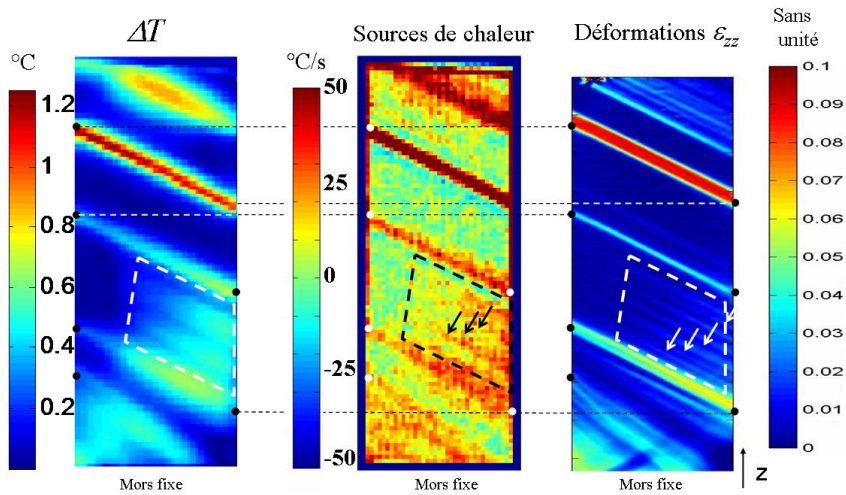 ΔT
Sources de chaleur
Déformations εzz
Sans
unité
°C
°C/s
1.2
1
0.8
0.6
0.4
0.2
50
25
15
0
-25
-50
0.1
0.09
0.08
0.07
0.06
0.05
0.04
0.03
0.02
0.01
0
Mors fixe
Mors fixe
Mors fixe
z